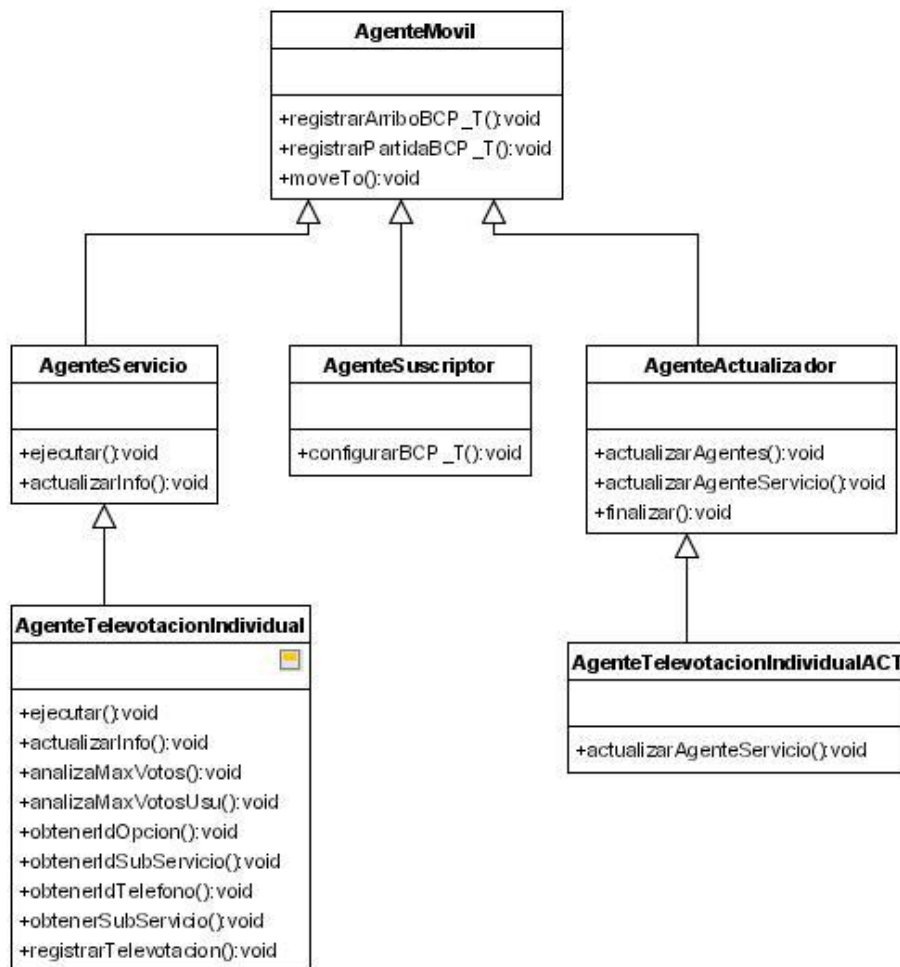 AgenteMovil
+registrarArriboBCP_T():void
+registrarPartidaBCP_T():void
+moveTo():void
AgenteServicio
+ejecutar():void
+actualizarInfo():void
AgenteSuscriptor
+configurarBCP_T():void
AgenteActualizador
+actualizarAgentes():void
+actualizarAgenteServicio():void
+finalizar():void
AgenteTelevotacionIndividual
+ejecutar():void
+actualizarInfo():void
+analizaMaxVotos():void
+analizaMaxVotosUsu():void
+obtenerIdOpcion():void
+obtenerIdSubServicio():void
+obtenerIdTelefono():void
+obtenerSubServicio():void
+registrarTelevotacion():void
AgenteTelevotacionIndividualACT
+actualizarAgenteServicio():void